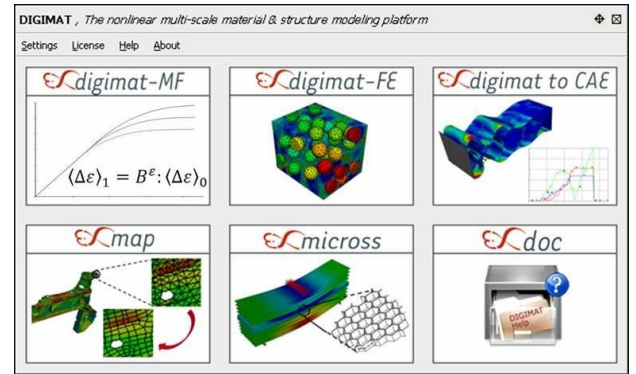 DIGIMAT , The nonlinear multi-scale material & structure modeling platform
Settings License Help About
digimat-MF
digimat-FE
digimat to CAE
⟨Δε⟩₁ = Bᵋ:⟨Δε⟩₀
map
micross
doc
?
DIGIMAT
Help